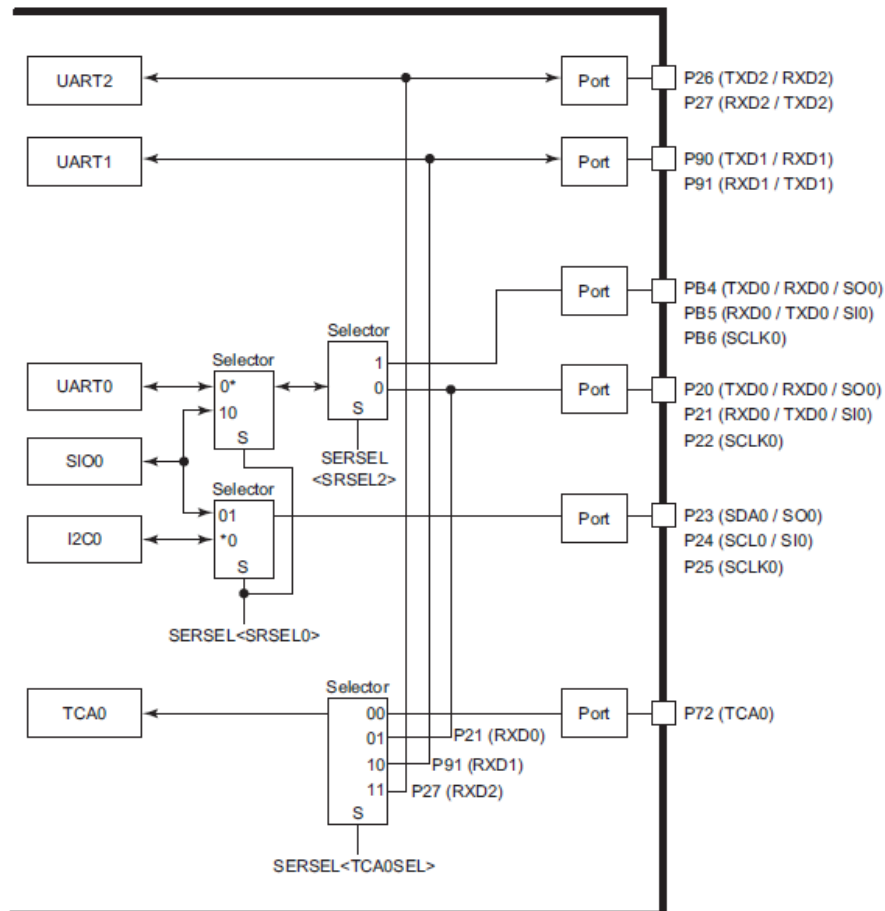 UART2
Port
P26 (TXD2 / RXD2)
P27 (RXD2 / TXD2)
UART1
Port
P90 (TXD1 / RXD1)
P91 (RXD1 / TXD1)
Port
PB4 (TXD0 / RXD0 / SO0)
PB5 (RXD0 / TXD0 / SI0)
PB6 (SCLK0)
Selector
1
0
S
SERSEL
<SRSEL2>
Selector
0*
10
S
UART0
Port
P20 (TXD0 / RXD0 / SO0)
P21 (RXD0 / TXD0 / SI0)
P22 (SCLK0)
SIO0
Selector
01
*0
S
I2C0
Port
P23 (SDA0 / SO0)
P24 (SCL0 / SI0)
P25 (SCLK0)
SERSEL<SRSEL0>
TCA0
Selector
00
01
10
11
S
P21 (RXD0)
P91 (RXD1)
P27 (RXD2)
Port
P72 (TCA0)
SERSEL<TCA0SEL>